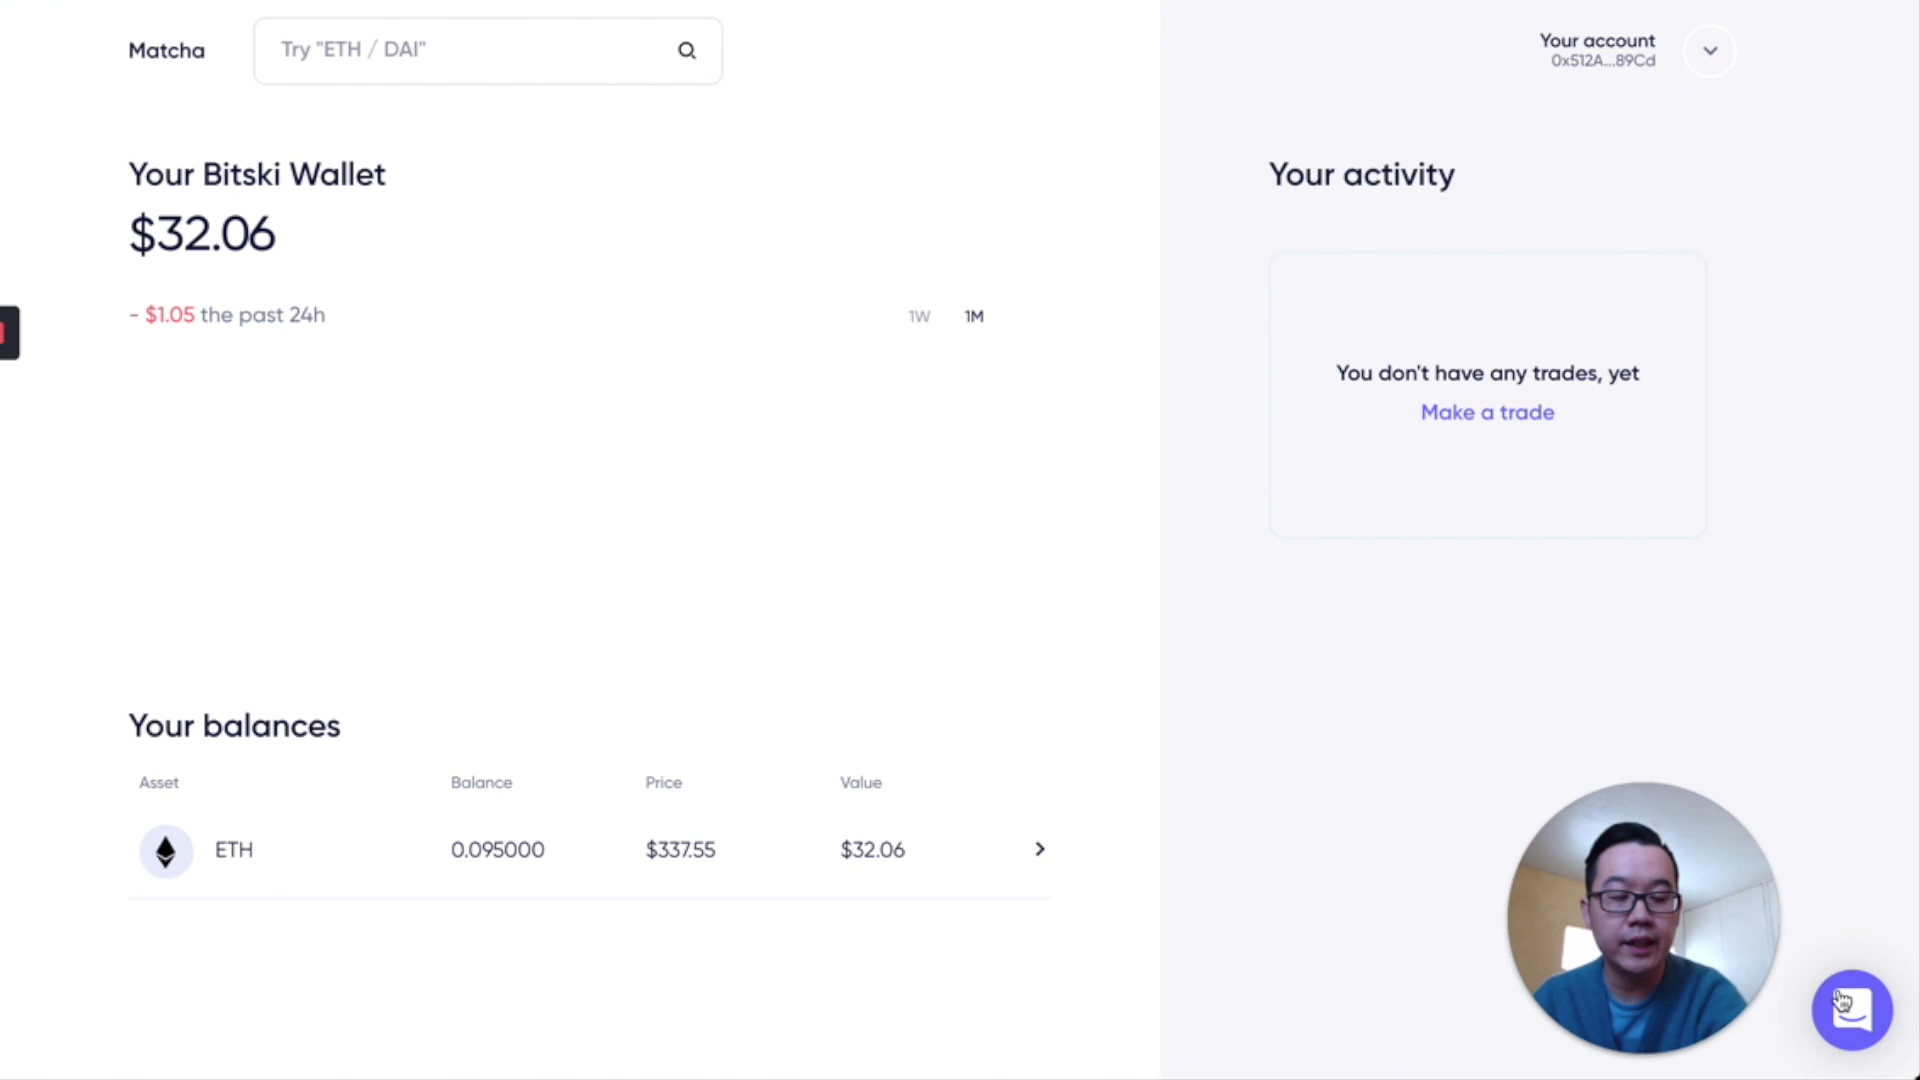 Matcha
Try "ETH / DAI"
Your account
0x512A...89Cd
Your Bitski Wallet
$32.06
- $1.05 the past 24h
1W 1M
Your activity
You don't have any trades, yet
Make a trade
Your balances
Asset Balance Price Value
ETH 0.095000 $337.55 $32.06